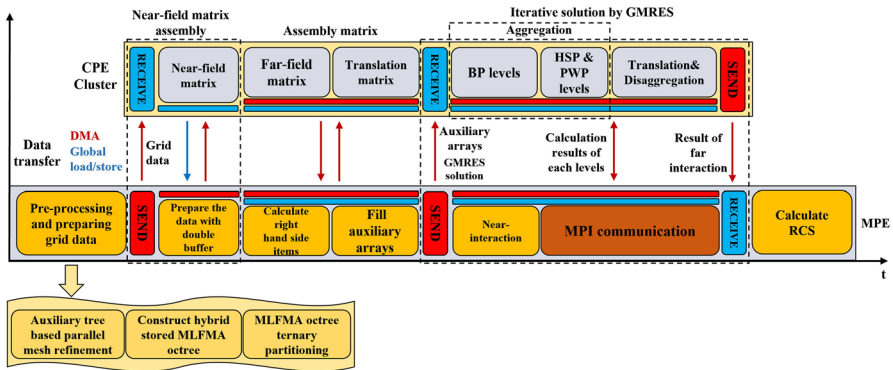 Near-field matrix
assembly
Assembly matrix
Iterative solution by GMRES
Aggregation
CPE
Cluster
RECEIVE
Near-field
matrix
Far-field
matrix
Translation
matrix
RECEIVE
BP levels
HSP &
PWP
levels
Translation&
Disaggregation
SEND
Data
transfer
DMA
Global
load/store
Grid
data
Auxiliary
arrays
GMRES
solution
Calculation
results of
each levels
Result of
far
interaction
Pre-processing
and preparing
grid data
SEND
Prepare the
data with
double
buffer
Calculate
right
hand side
items
Fill
auxiliary
arrays
SEND
Near-
interaction
MPI communication
RECEIVE
Calculate
RCS
MPE
t
Auxiliary tree
based parallel
mesh refinement
Construct hybrid
stored MLFMA
octree
MLFMA octree
ternary
partitioning